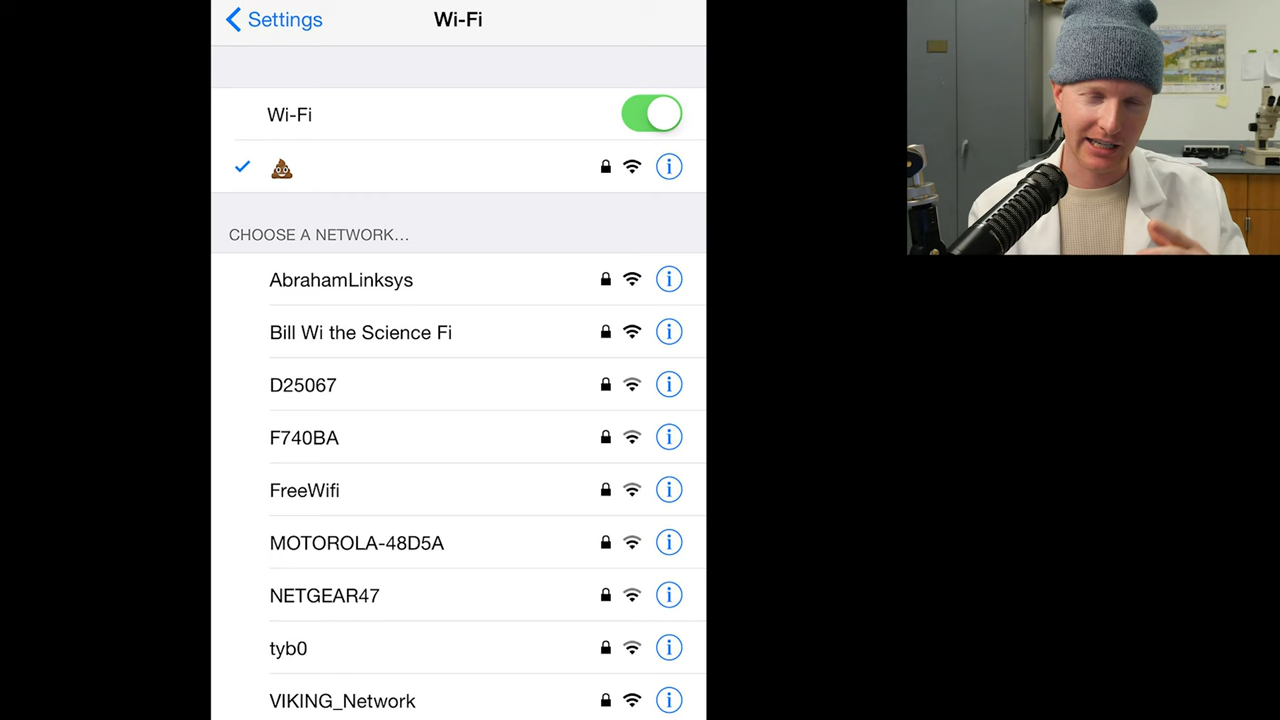 Settings
Wi-Fi
Wi-Fi
💩
CHOOSE A NETWORK...
AbrahamLinksys
Bill Wi the Science Fi
D25067
F740BA
FreeWifi
MOTOROLA-48D5A
NETGEAR47
tyb0
VIKING_Network